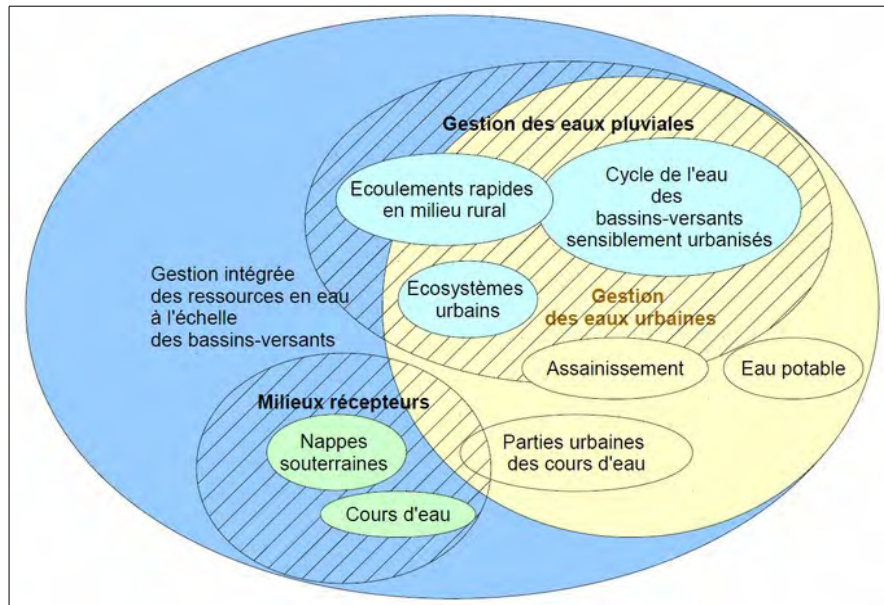 Gestion des eaux pluviales
Ecoulements rapides
en milieu rural
Cycle de l'eau
des
bassins-versants
sensiblement urbanisés
Gestion intégrée
des ressources en eau
à l'échelle
des bassins-versants
Ecosystèmes
urbains
Gestion
des eaux urbaines
Assainissement
Eau potable
Milieux récepteurs
Nappes
souterraines
Parties urbaines
des cours d'eau
Cours d'eau